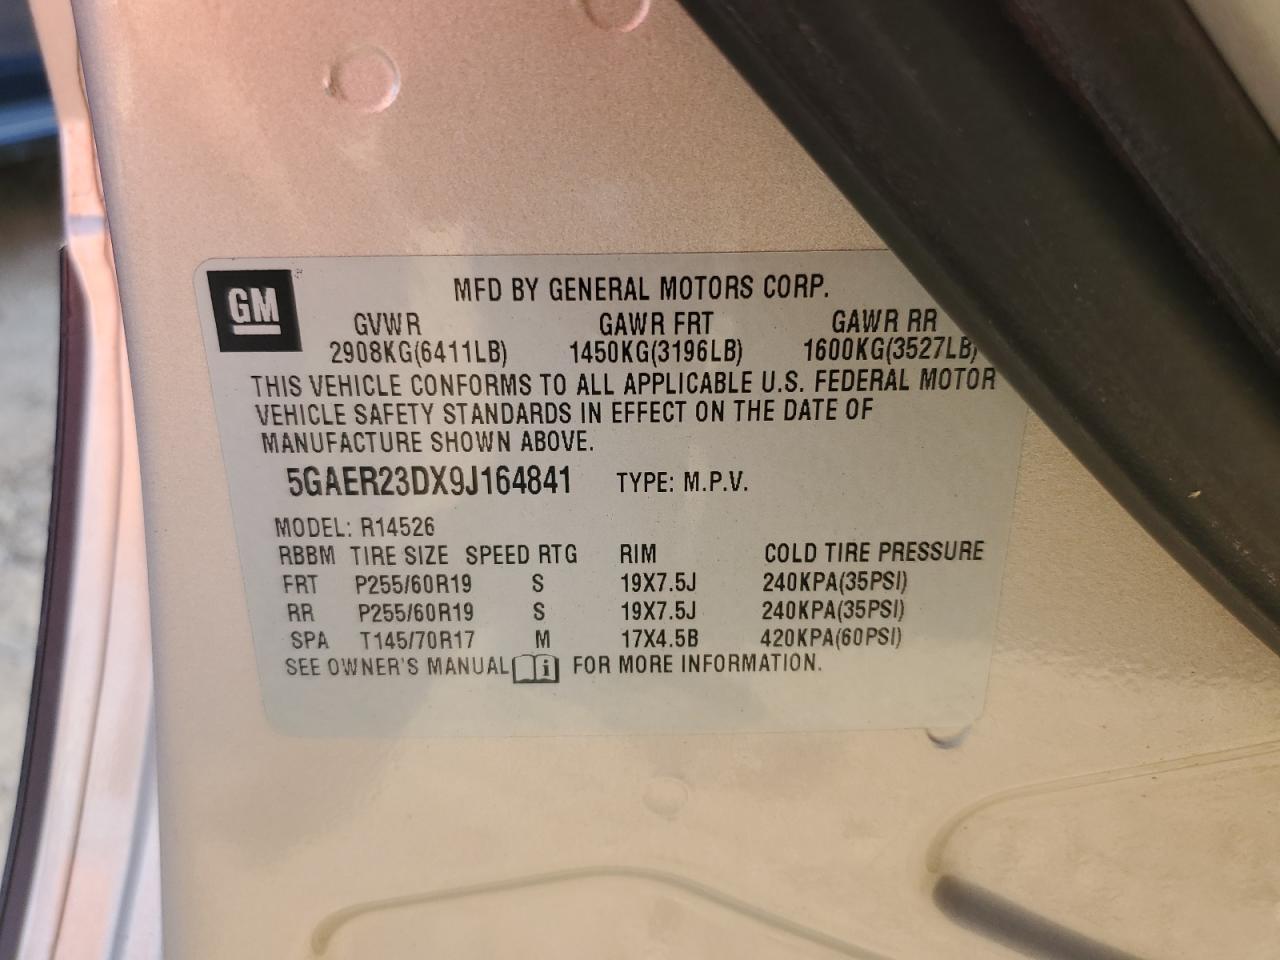 GM
MFD BY GENERAL MOTORS CORP.
GVWR GAWR FRT GAWR RR
2908KG(6411LB) 1450KG(3196LB) 1600KG(3527LB)
THIS VEHICLE CONFORMS TO ALL APPLICABLE U.S. FEDERAL MOTOR
VEHICLE SAFETY STANDARDS IN EFFECT ON THE DATE OF
MANUFACTURE SHOWN ABOVE.
5GAER23DX9J164841 TYPE: M.P.V.
MODEL: R14526
RBBM TIRE SIZE SPEED RTG RIM COLD TIRE PRESSURE
FRT P255/60R19 S 19X7.5J 240KPA(35PSI)
RR P255/60R19 S 19X7.5J 240KPA(35PSI)
SPA T145/70R17 M 17X4.5B 420KPA(60PSI)
SEE OWNER'S MANUAL i FOR MORE INFORMATION.